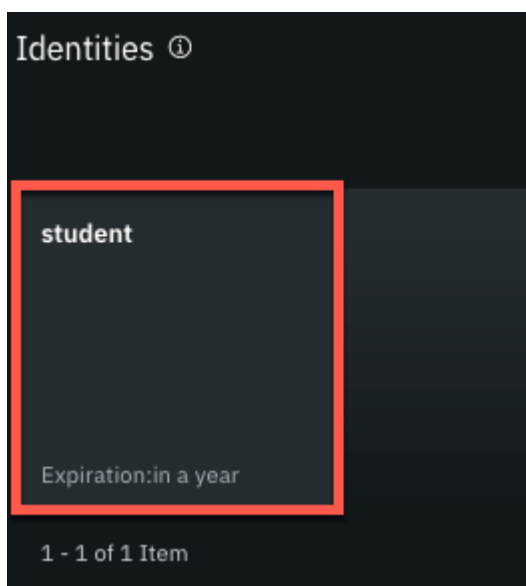 Identities
student
Expiration:in a year
1 - 1 of 1 Item